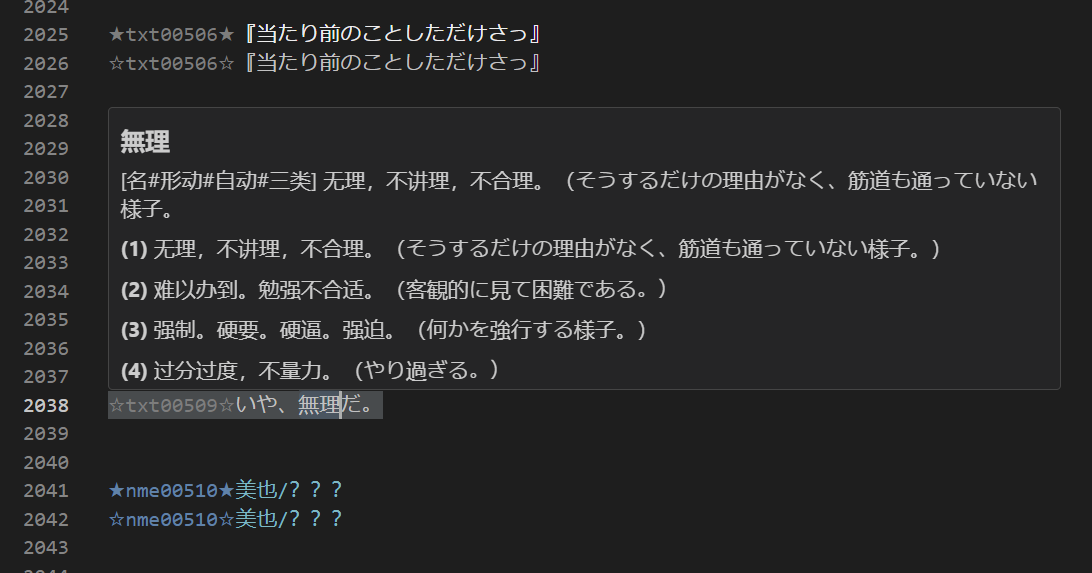 2024
2025 ★txt00506★『当たり前のことしただけさっ』
2026 ☆txt00506☆『当たり前のことしただけさっ』
2027
2028
2029
2030
2031
2032
2033
2034
2035
2036
2037
無理
[名#形动#自动#三类] 无理，不讲理，不合理。（そうするだけの理由がなく、筋道も通っていない
様子。
(1) 无理，不讲理，不合理。（そうするだけの理由がなく、筋道も通っていない様子。）
(2) 难以办到。勉强不合适。（客観的に見て困難である。）
(3) 强制。硬要。硬逼。强迫。（何かを強行する様子。）
(4) 过分过度，不量力。（やり過ぎる。）
2038 ☆txt00509☆いや、無理だ。
2039
2040
2041 ★nme00510★美也/？？？
2042 ☆nme00510☆美也/？？？
2043